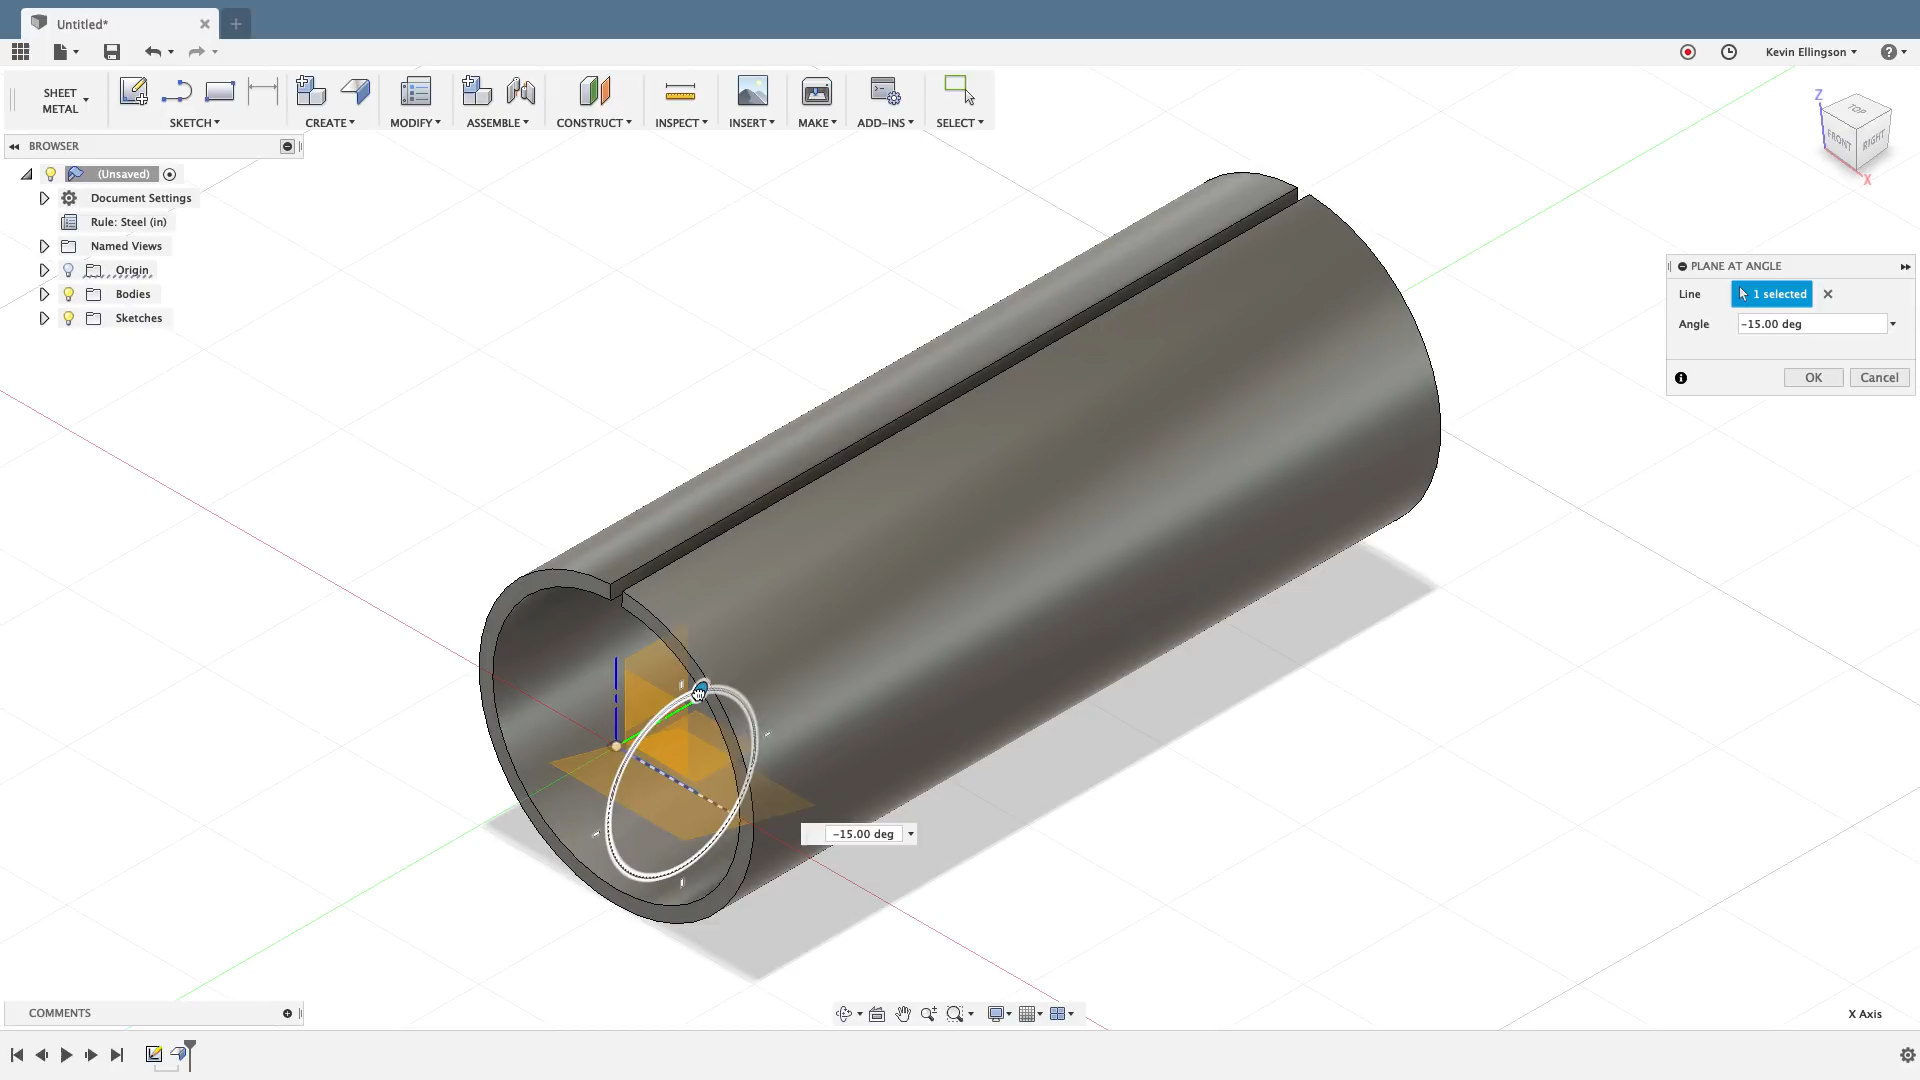 Untitled*
Kevin Ellingson
SHEET METAL
SKETCH
CREATE
MODIFY
ASSEMBLE
CONSTRUCT
INSPECT
INSERT
MAKE
ADD-INS
SELECT
BROWSER
(Unsaved)
Document Settings
Rule: Steel (in)
Named Views
Origin
Bodies
Sketches
Z
TOP
FRONT
RIGHT
X
PLANE AT ANGLE
Line 1 selected
Angle -15.00 deg
OK Cancel
-15.00 deg
COMMENTS
X Axis